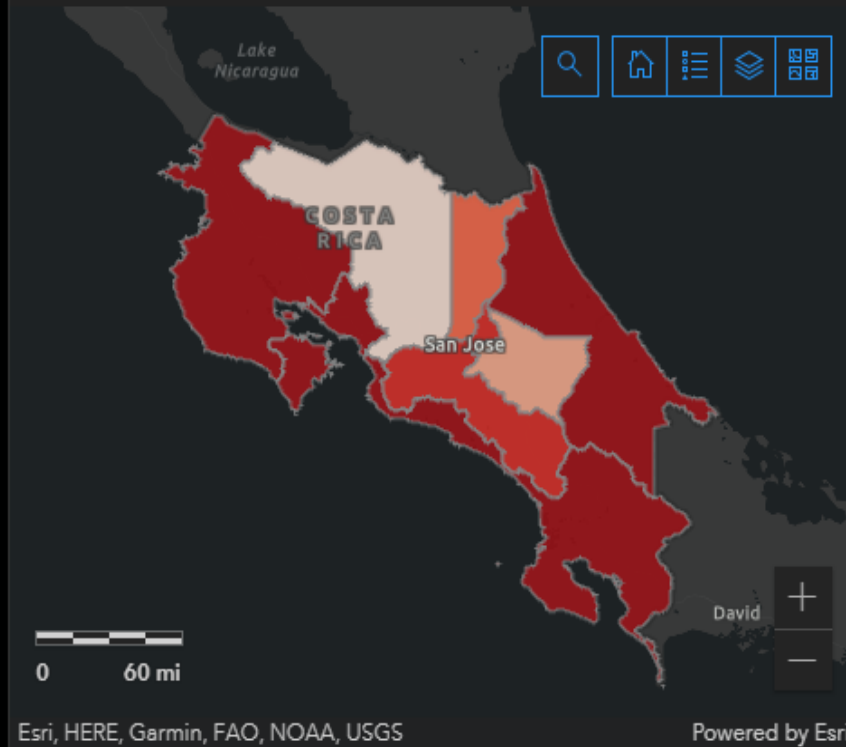 Lake
Nicaragua
COSTA
RICA
San Jose
David
0 60 mi
Esri, HERE, Garmin, FAO, NOAA, USGS
Powered by Esri